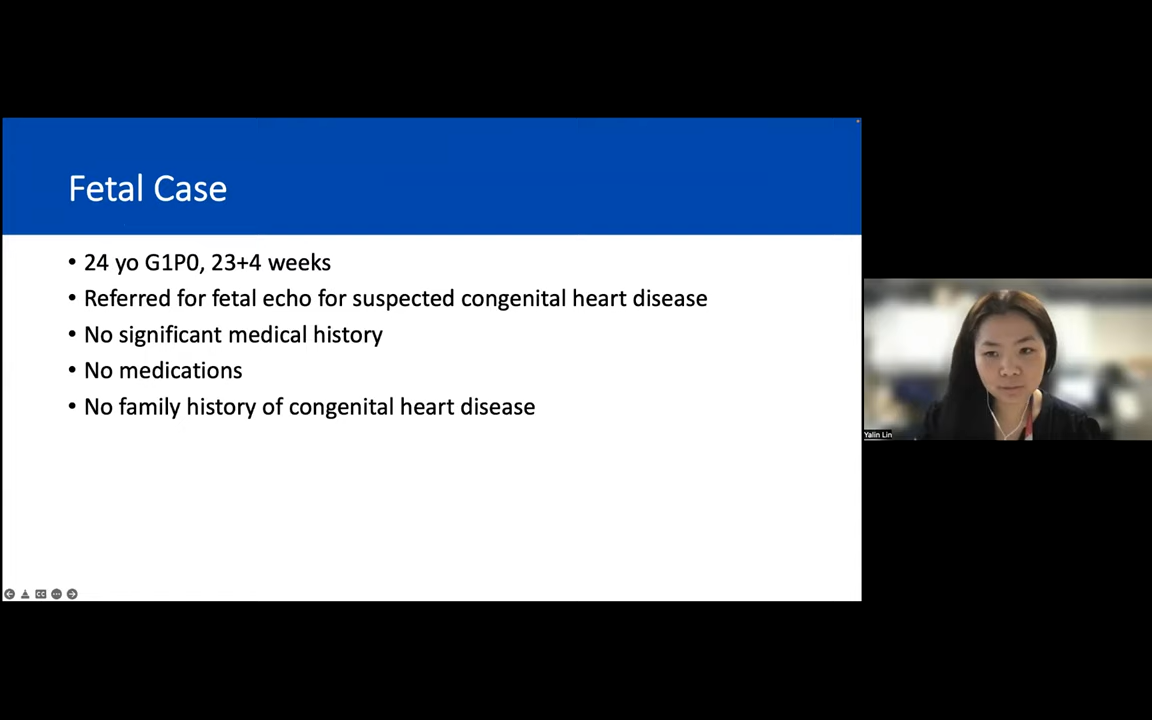 Fetal Case
• 24 yo G1P0, 23+4 weeks
• Referred for fetal echo for suspected congenital heart disease
• No significant medical history
• No medications
• No family history of congenital heart disease
Yalin Lin